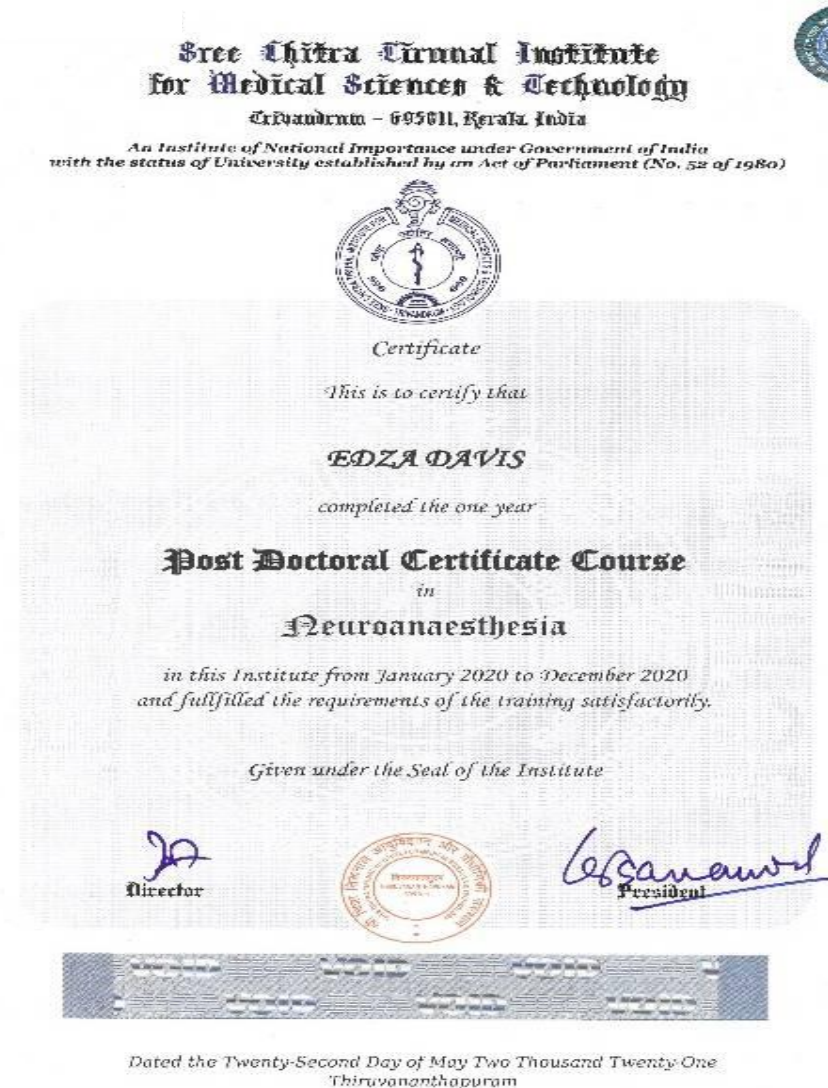 Sree Chitra Tirunal Institute
for Medical Sciences & Technology
Trivandrum – 695011, Kerala, India
An Institute of National Importance under Government of India
with the status of University established by an Act of Parliament (No. 52 of 1980)
Certificate
This is to certify that
EDZA DAVIS
completed the one year
Post Doctoral Certificate Course
in
Neuroanaesthesia
in this Institute from January 2020 to December 2020
and fullfilled the requirements of the training satisfactorily.
Given under the Seal of the Institute
Director
President
Dated the Twenty-Second Day of May Two Thousand Twenty-One
Thiruvananthapuram